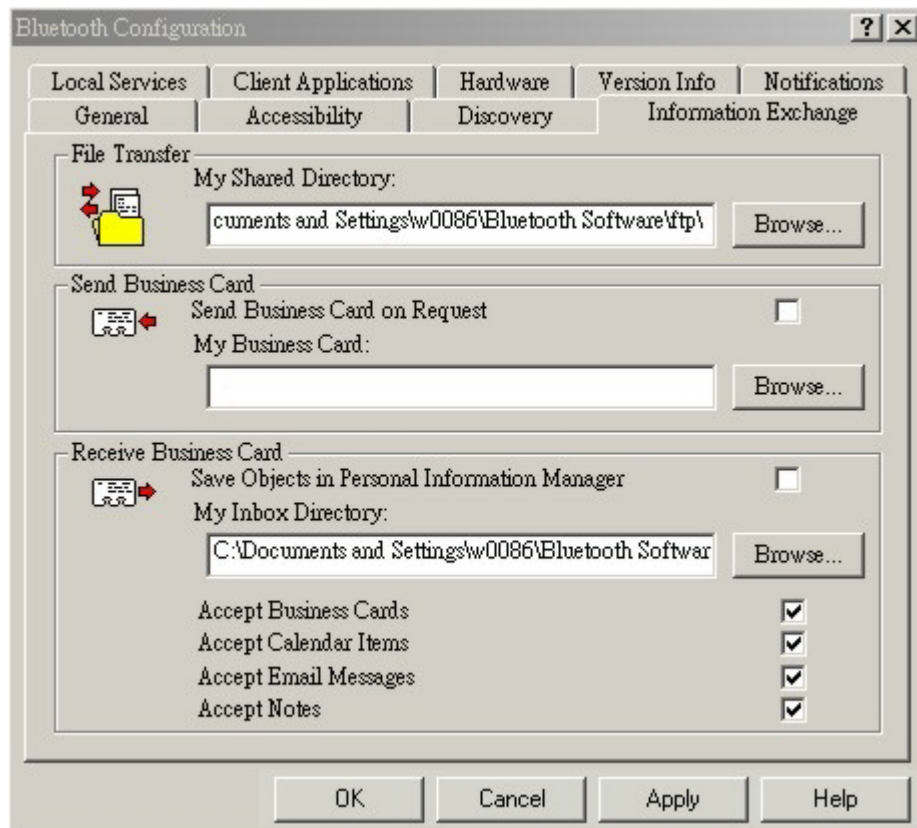 Bluetooth Configuration
Local Services Client Applications Hardware Version Info Notifications
General Accessibility Discovery Information Exchange
File Transfer
My Shared Directory:
cuments and Settings\w0086\Bluetooth Software\ftp\ Browse...
Send Business Card
Send Business Card on Request
My Business Card:
Browse...
Receive Business Card
Save Objects in Personal Information Manager
My Inbox Directory:
C:\Documents and Settings\w0086\Bluetooth Softwar Browse...
Accept Business Cards
Accept Calendar Items
Accept Email Messages
Accept Notes
OK Cancel Apply Help